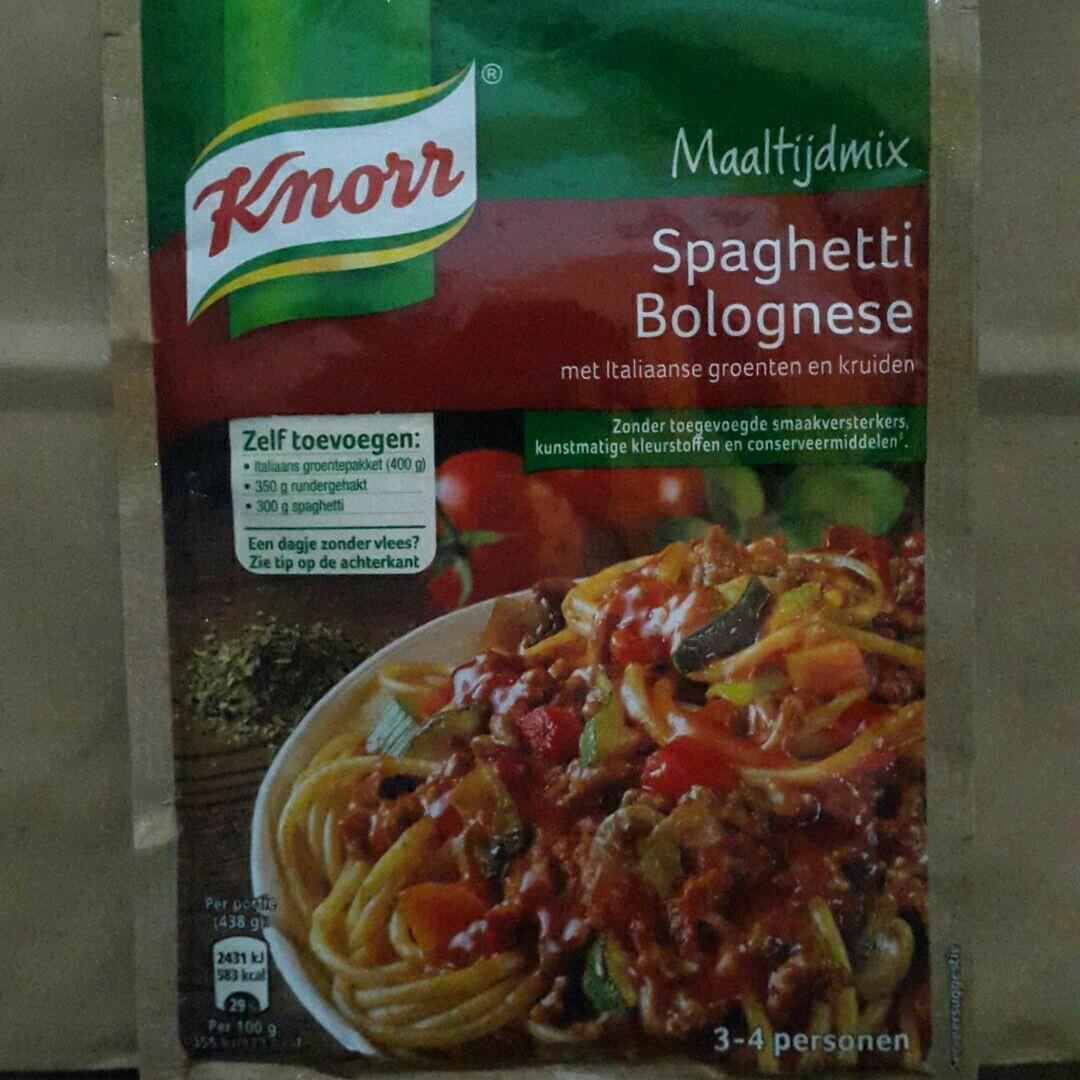 Knorr®
Maaltijdmix
Spaghetti
Bolognese
met Italiaanse groenten en kruiden
Zonder toegevoegde smaakversterkers,
kunstmatige kleurstoffen en conserveermiddelen*.
Zelf toevoegen:
• Italiaans groentepakket (400 g)
• 350 g rundergehakt
• 300 g spaghetti
Een dagje zonder vlees?
Zie tip op de achterkant
Per portie
(438 g)
2431 kJ
583 kcal
29
Per 100 g
3-4 personen
Serveersuggestie